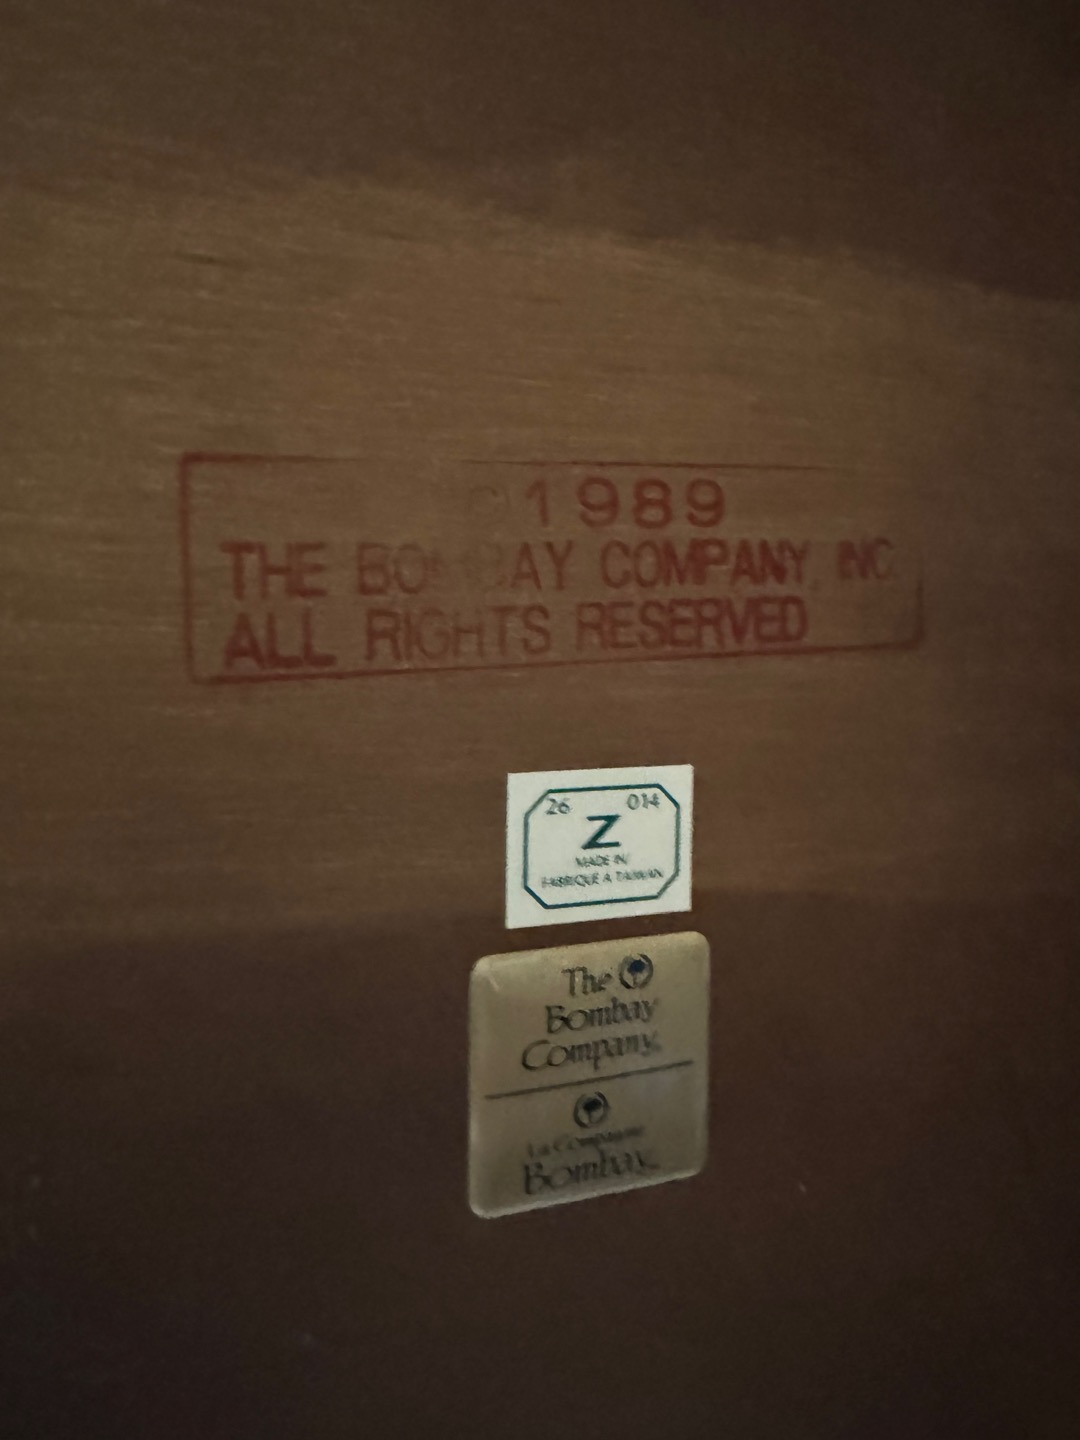 ©1989
THE BOMBAY COMPANY, INC.
ALL RIGHTS RESERVED
26 014
Z
MADE IN/
FABRIQUÉ A TAIWAN
The
Bombay
Company.
La Compagnie
Bombay